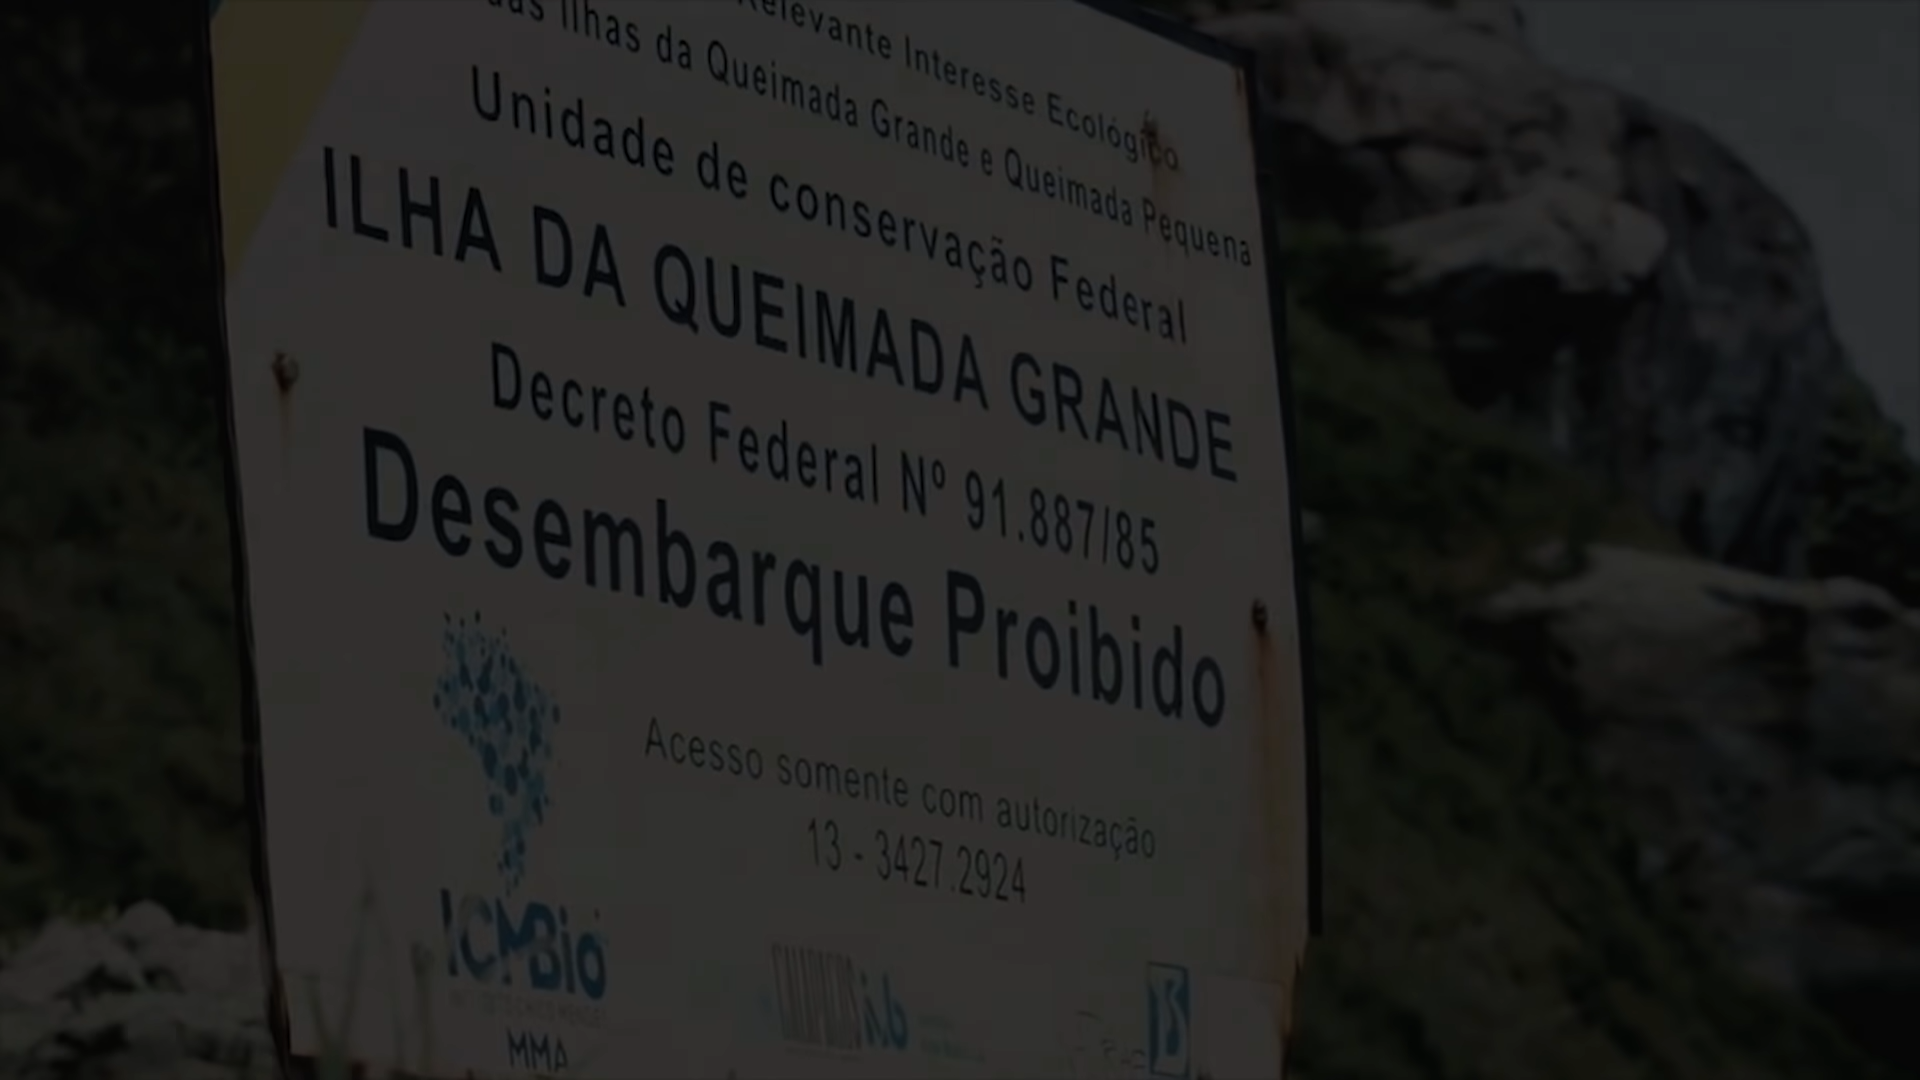 Relevante Interesse Ecológico
das Ilhas da Queimada Grande e Queimada Pequena
Unidade de conservação Federal
ILHA DA QUEIMADA GRANDE
Decreto Federal Nº 91.887/85
Desembarque Proibido
Acesso somente com autorização
13 - 3427.2924
ICMBio
MMA